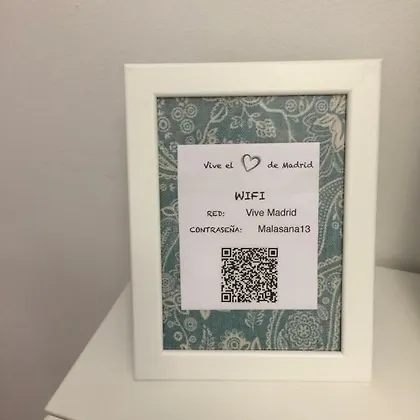 Vive el de Madrid
WIFI
RED: Vive Madrid
CONTRASEÑA: Malasana13